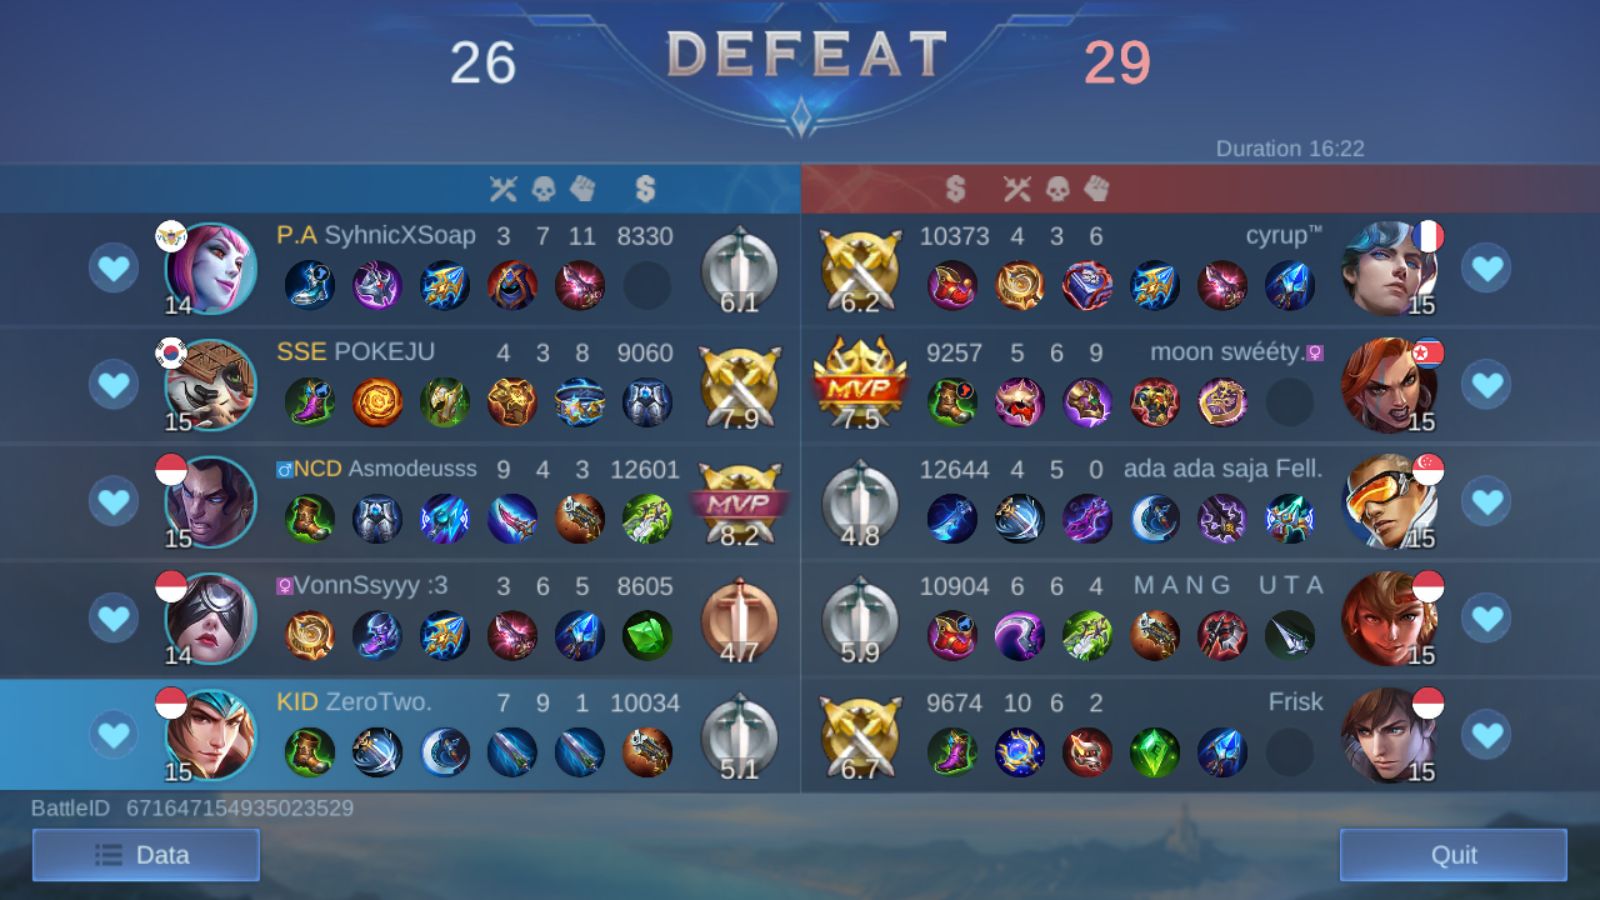 26 DEFEAT 29
Duration 16:22
P.A SyhnicXSoap 3 7 11 8330
14 6.1
10373 4 3 6 cyrup™
6.2 15
SSE POKEJU 4 3 8 9060
15 7.9
9257 5 6 9 moon swééty.♀
MVP 7.5 15
♂NCD Asmodeusss 9 4 3 12601
15 MVP 8.2
12644 4 5 0 ada ada saja Fell.
4.8 15
♀VonnSsyyy :3 3 6 5 8605
14 4.7
10904 6 6 4 M A N G U T A
5.9 15
KID ZeroTwo. 7 9 1 10034
15 5.1
9674 10 6 2 Frisk
6.7 15
BattleID 671647154935023529
Data
Quit